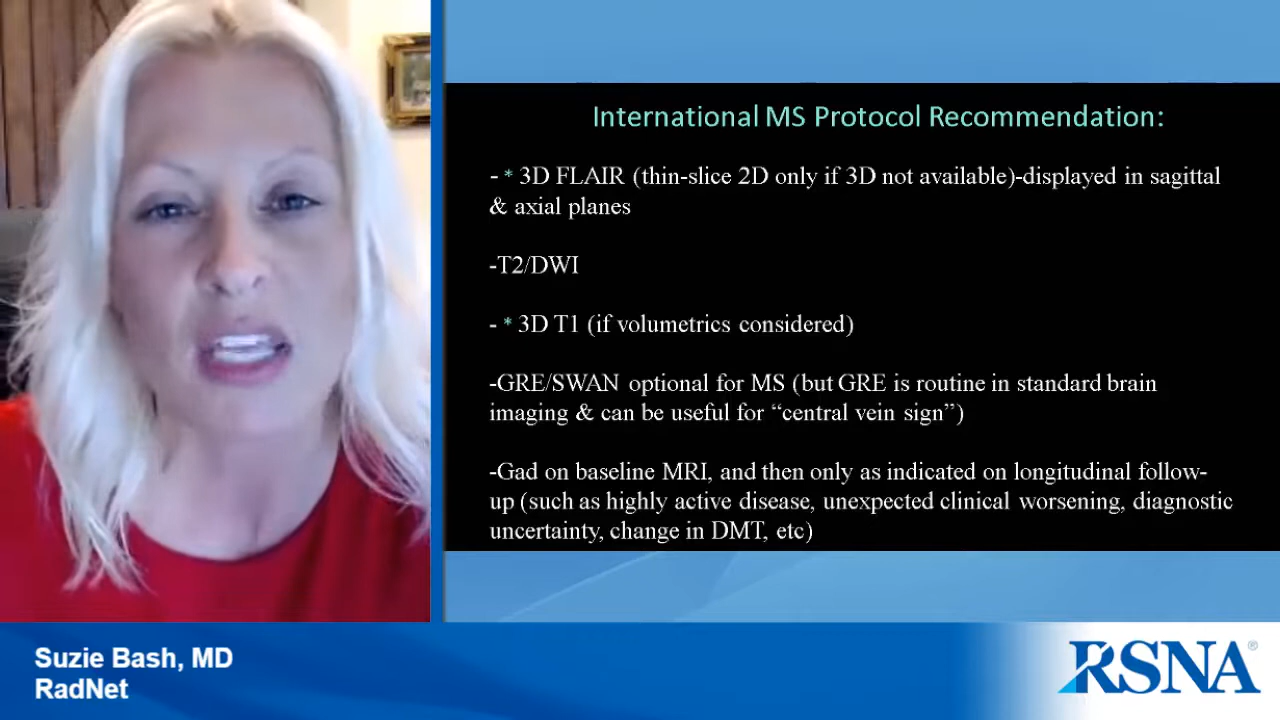 International MS Protocol Recommendation:
- * 3D FLAIR (thin-slice 2D only if 3D not available)-displayed in sagittal
& axial planes
-T2/DWI
- * 3D T1 (if volumetrics considered)
-GRE/SWAN optional for MS (but GRE is routine in standard brain
imaging & can be useful for “central vein sign”)
-Gad on baseline MRI, and then only as indicated on longitudinal follow-
up (such as highly active disease, unexpected clinical worsening, diagnostic
uncertainty, change in DMT, etc)
Suzie Bash, MD
RadNet
RSNA®